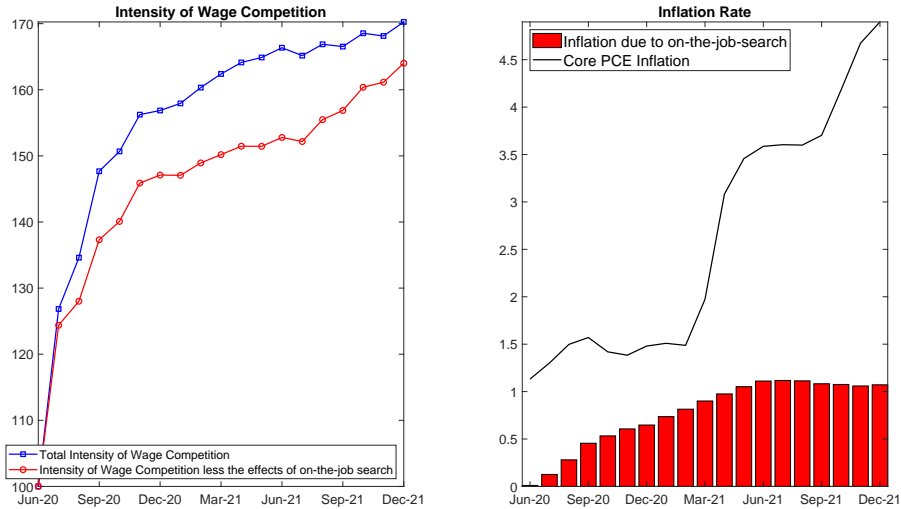 Intensity of Wage Competition
170
160
150
140
130
120
110
100
Total Intensity of Wage Competition
Intensity of Wage Competition less the effects of on-the-job search
Jun-20 Sep-20 Dec-20 Mar-21 Jun-21 Sep-21 Dec-21
Inflation Rate
Inflation due to on-the-job-search
Core PCE Inflation
4.5
4
3.5
3
2.5
2
1.5
1
0.5
0
Jun-20 Sep-20 Dec-20 Mar-21 Jun-21 Sep-21 Dec-21